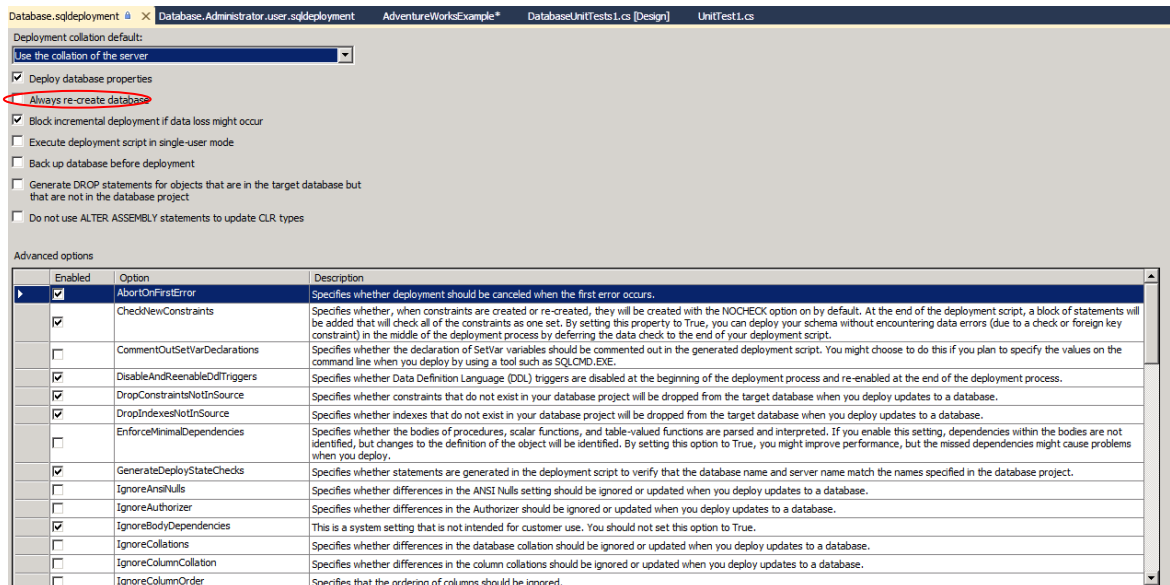 Database.sqldeployment
Database.Administrator.user.sqldeployment
AdventureWorksExample*
DatabaseUnitTests1.cs [Design]
UnitTest1.cs
Deployment collation default:
Use the collation of the server
Deploy database properties
Always re-create database
Block incremental deployment if data loss might occur
Execute deployment script in single-user mode
Back up database before deployment
Generate DROP statements for objects that are in the target database but
that are not in the database project
Do not use ALTER ASSEMBLY statements to update CLR types
Advanced options
Enabled Option Description
AbortOnFirstError Specifies whether deployment should be canceled when the first error occurs.
CheckNewConstraints Specifies whether, when constraints are created or re-created, they will be created with the NOCHECK option on by default. At the end of the deployment script, a block of statements will
be added that will check all of the constraints as one set. By setting this property to True, you can deploy your schema without encountering data errors (due to a check or foreign key
constraint) in the middle of the deployment process by deferring the data check to the end of your deployment script.
CommentOutSetVarDeclarations Specifies whether the declaration of SetVar variables should be commented out in the generated deployment script. You might choose to do this if you plan to specify the values on the
command line when you deploy by using a tool such as SQLCMD.EXE.
DisableAndReenableDdlTriggers Specifies whether Data Definition Language (DDL) triggers are disabled at the beginning of the deployment process and re-enabled at the end of the deployment process.
DropConstraintsNotInSource Specifies whether constraints that do not exist in your database project will be dropped from the target database when you deploy updates to a database.
DropIndexesNotInSource Specifies whether indexes that do not exist in your database project will be dropped from the target database when you deploy updates to a database.
EnforceMinimalDependencies Specifies whether the bodies of procedures, scalar functions, and table-valued functions are parsed and interpreted. If you enable this setting, dependencies within the bodies are not
identified, but changes to the definition of the object will be identified. By setting this option to True, you might improve performance, but the missed dependencies might cause problems
when you deploy.
GenerateDeployStateChecks Specifies whether statements are generated in the deployment script to verify that the database name and server name match the names specified in the database project.
IgnoreAnsiNulls Specifies whether differences in the ANSI Nulls setting should be ignored or updated when you deploy updates to a database.
IgnoreAuthorizer Specifies whether differences in the Authorizer should be ignored or updated when you deploy updates to a database.
IgnoreBodyDependencies This is a system setting that is not intended for customer use. You should not set this option to True.
IgnoreCollations Specifies whether differences in the database collation should be ignored or updated when you deploy updates to a database.
IgnoreColumnCollation Specifies whether differences in the column collations should be ignored or updated when you deploy updates to a database.
IgnoreColumnOrder Specifies that the ordering of columns should be ignored.